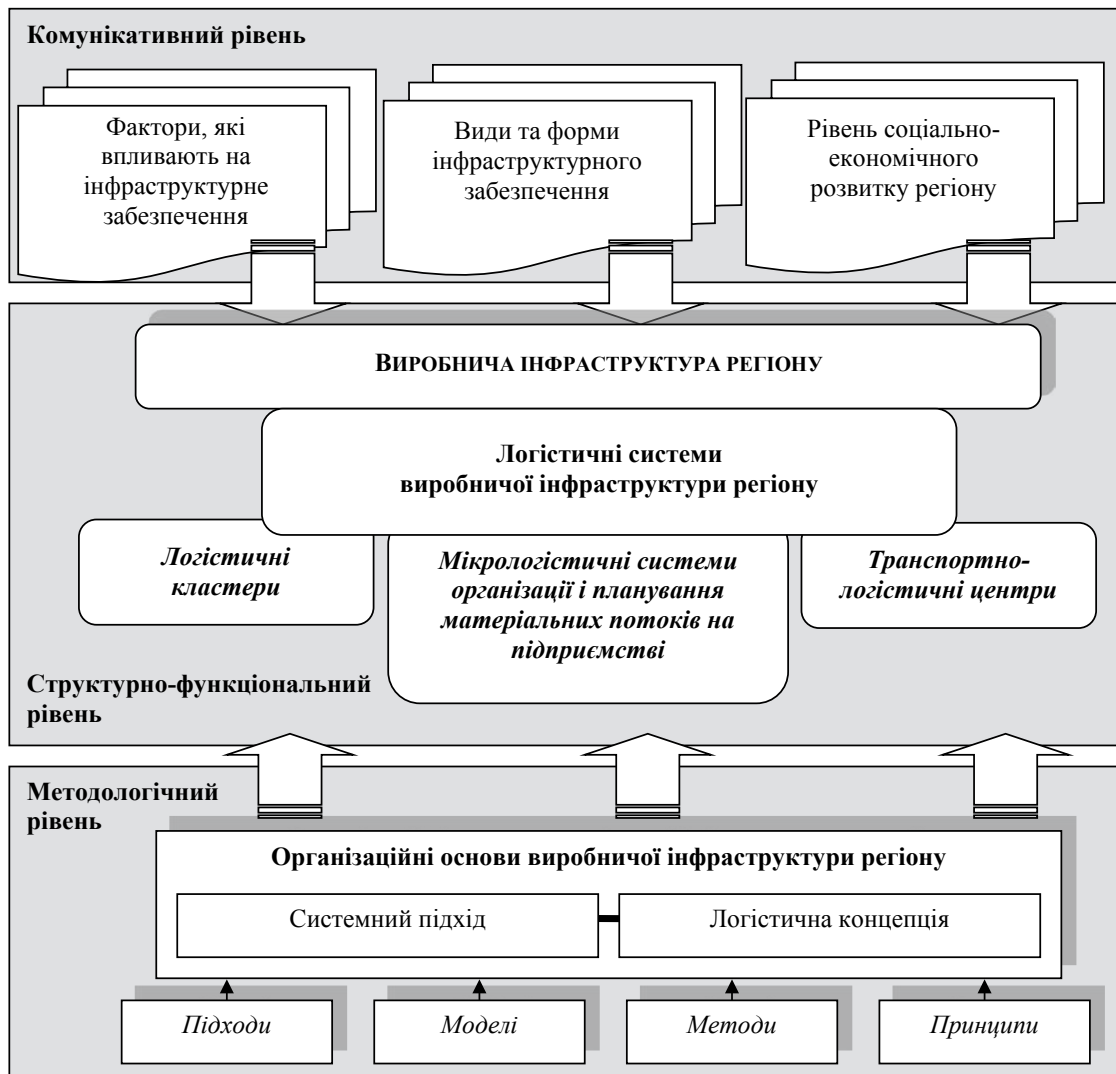 Комунікативний рівень
Фактори, які
впливають на
інфраструктурне
забезпечення
Види та форми
інфраструктурного
забезпечення
Рівень соціально-
економічного
розвитку регіону
ВИРОБНИЧА ІНФРАСТРУКТУРА РЕГІОНУ
Логістичні системи
виробничої інфраструктури регіону
Логістичні
кластери
Мікрологістичні системи
організації і планування
матеріальних потоків на
підприємстві
Транспортно-
логістичні центри
Структурно-функціональний
рівень
Методологічний
рівень
Організаційні основи виробничої інфраструктури регіону
Системний підхід
Логістична концепція
Підходи
Моделі
Методи
Принципи